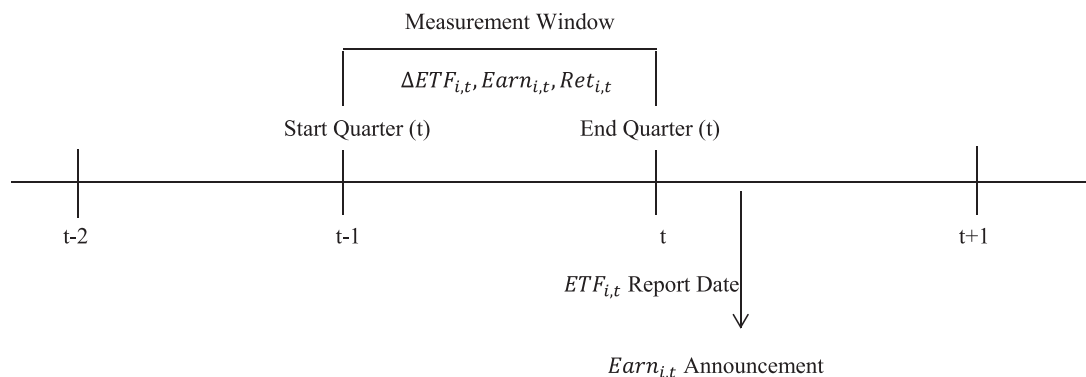 Measurement Window
ΔETF_{i,t}, Earn_{i,t}, Ret_{i,t}
Start Quarter (t) End Quarter (t)
t-2 t-1 t t+1
ETF_{i,t} Report Date
Earn_{i,t} Announcement